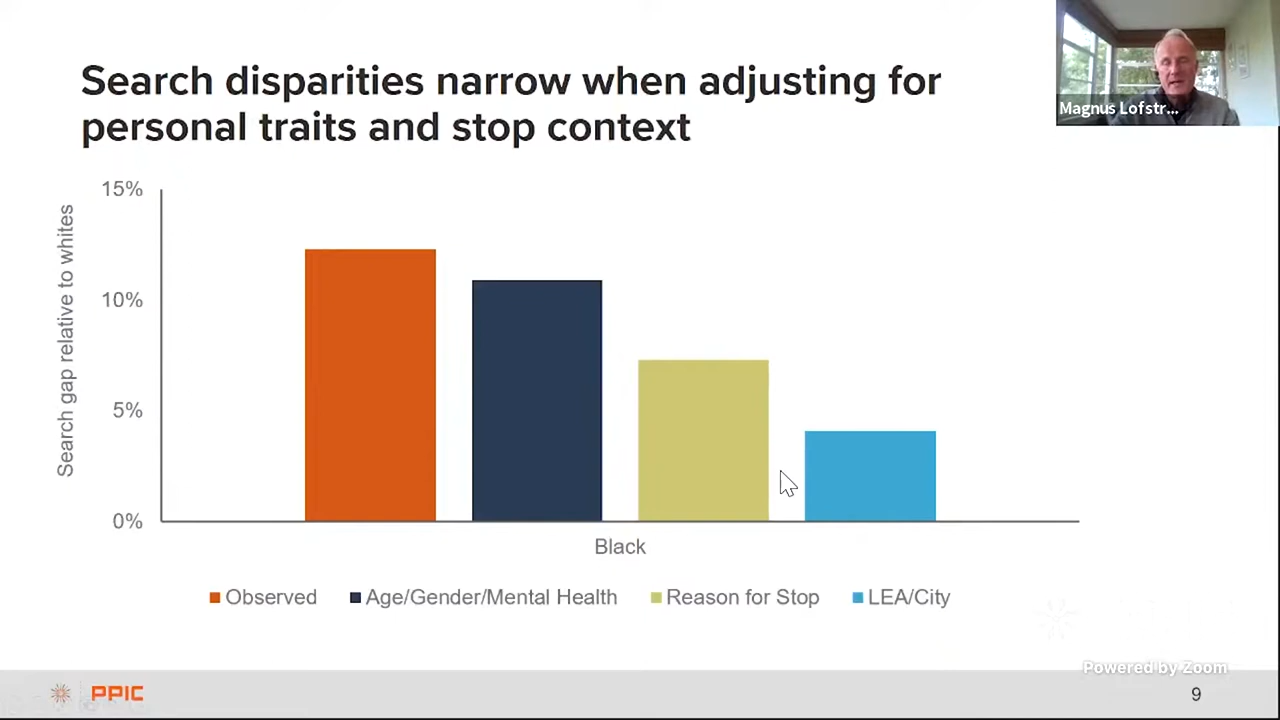 Search disparities narrow when adjusting for
personal traits and stop context
Magnus Lofstr...
Search gap relative to whites
15%
10%
5%
0%
Black
Observed
Age/Gender/Mental Health
Reason for Stop
LEA/City
Powered by Zoom
PPIC
9